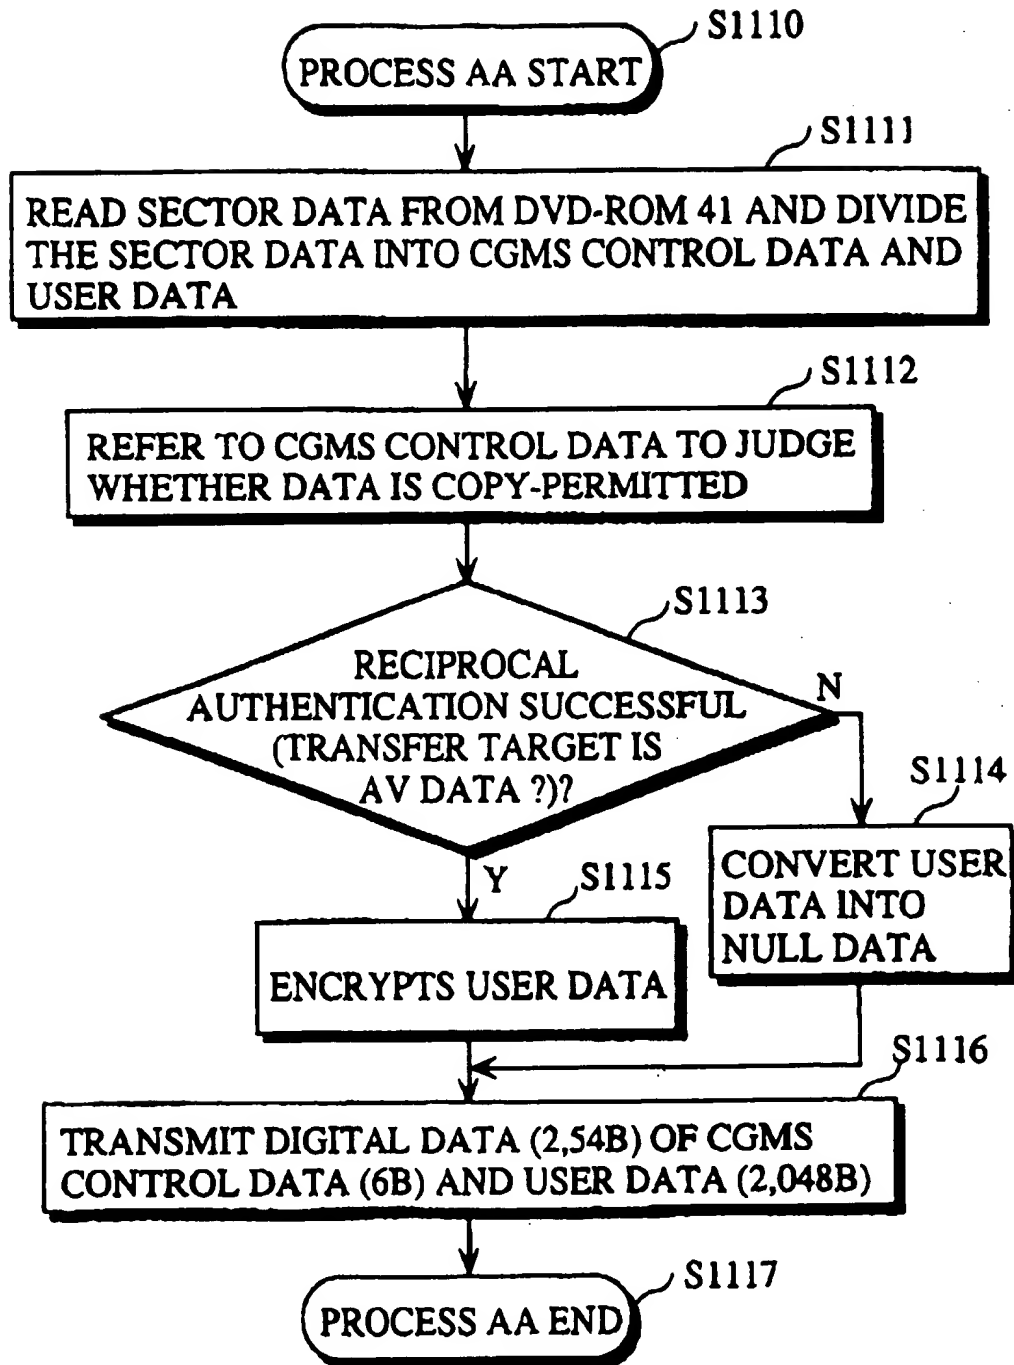 S1110
PROCESS AA START
S1111
READ SECTOR DATA FROM DVD-ROM 41 AND DIVIDE
THE SECTOR DATA INTO CGMS CONTROL DATA AND
USER DATA
S1112
REFER TO CGMS CONTROL DATA TO JUDGE
WHETHER DATA IS COPY-PERMITTED
S1113
RECIPROCAL
AUTHENTICATION SUCCESSFUL
(TRANSFER TARGET IS
AV DATA ?)?
N
S1114
CONVERT USER
DATA INTO
NULL DATA
Y
S1115
ENCRYPTS USER DATA
S1116
TRANSMIT DIGITAL DATA (2,54B) OF CGMS
CONTROL DATA (6B) AND USER DATA (2,048B)
S1117
PROCESS AA END